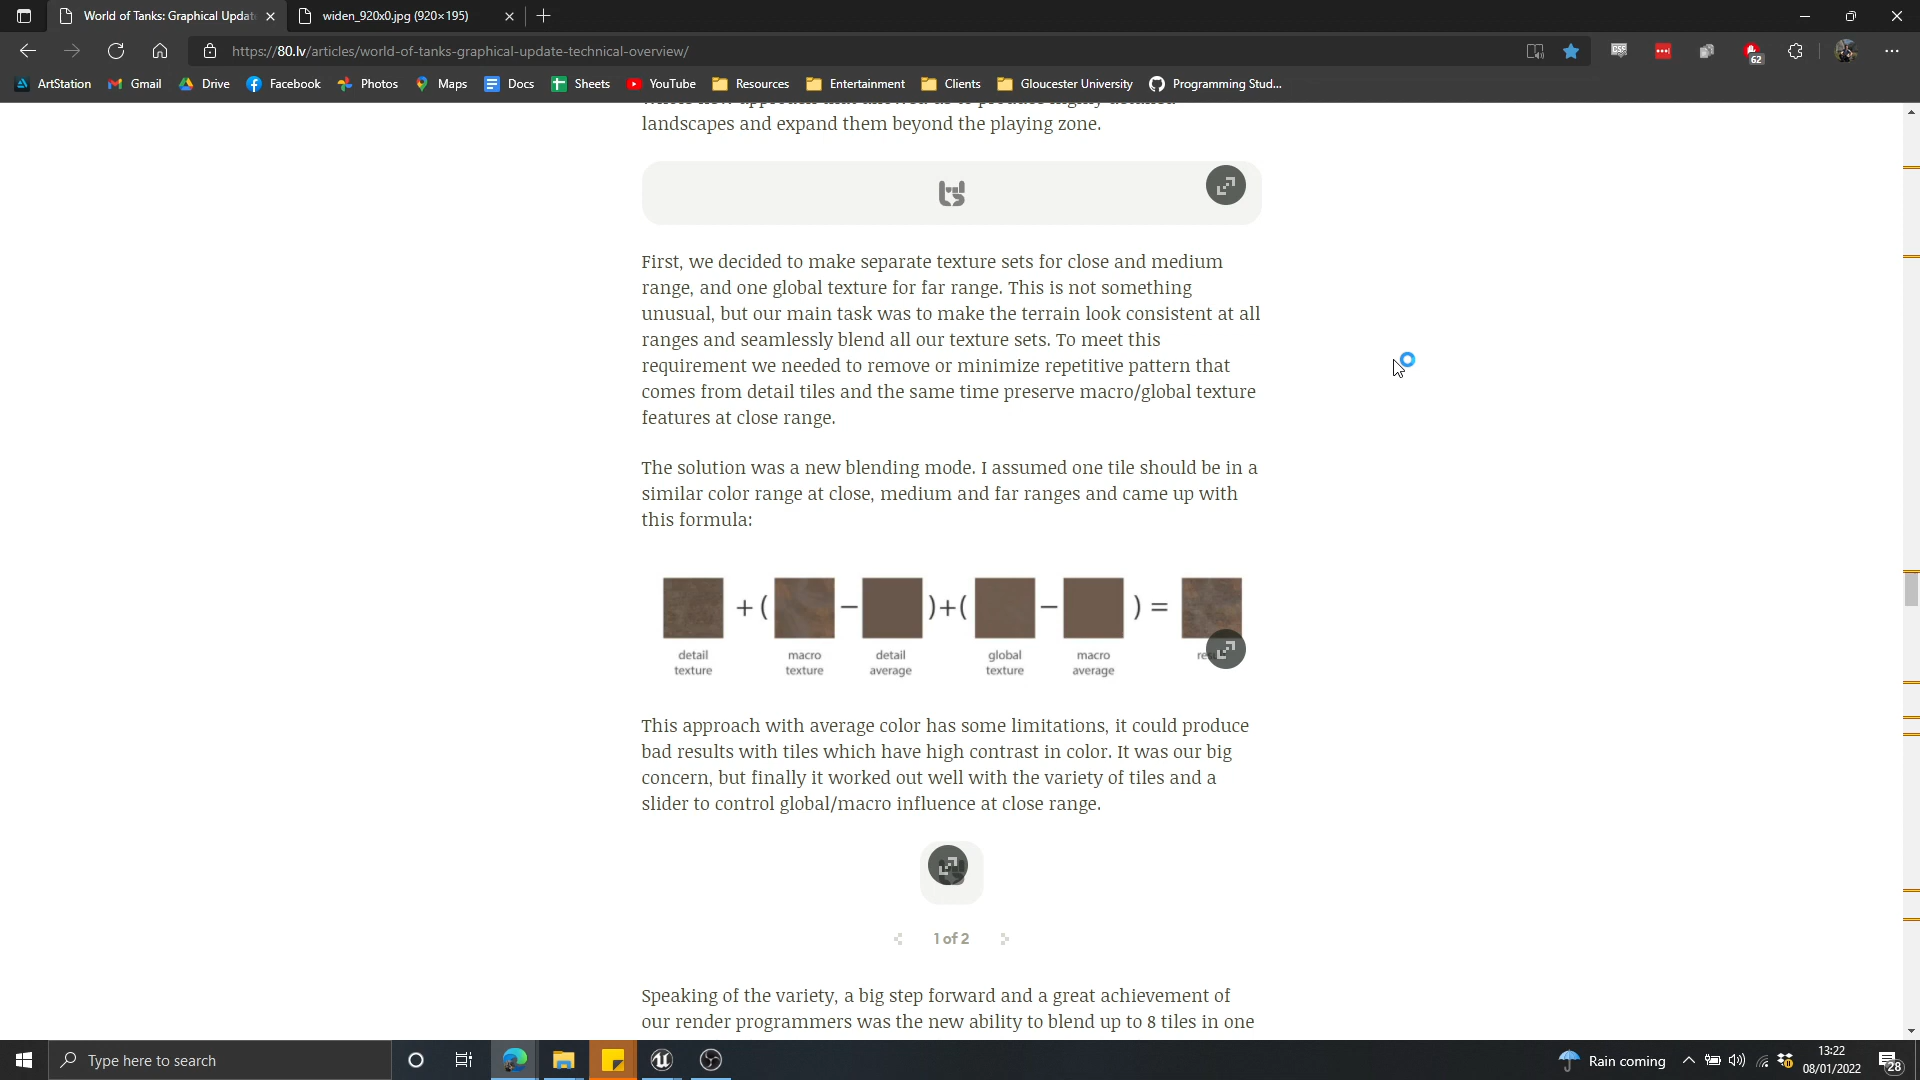 World of Tanks: Graphical Updat
widen_920x0.jpg (920×195)
https://80.lv/articles/world-of-tanks-graphical-update-technical-overview/
62
ArtStation Gmail Drive Facebook Photos Maps Docs Sheets YouTube Resources Entertainment Clients Gloucester University Programming Stud...
landscapes and expand them beyond the playing zone.
First, we decided to make separate texture sets for close and medium
range, and one global texture for far range. This is not something
unusual, but our main task was to make the terrain look consistent at all
ranges and seamlessly blend all our texture sets. To meet this
requirement we needed to remove or minimize repetitive pattern that
comes from detail tiles and the same time preserve macro/global texture
features at close range.
The solution was a new blending mode. I assumed one tile should be in a
similar color range at close, medium and far ranges and came up with
this formula:
+ ( − ) + ( − ) =
detail macro detail global macro
texture texture average texture average
This approach with average color has some limitations, it could produce
bad results with tiles which have high contrast in color. It was our big
concern, but finally it worked out well with the variety of tiles and a
slider to control global/macro influence at close range.
1 of 2
Speaking of the variety, a big step forward and a great achievement of
our render programmers was the new ability to blend up to 8 tiles in one
Type here to search
Rain coming
13:22
08/01/2022
28